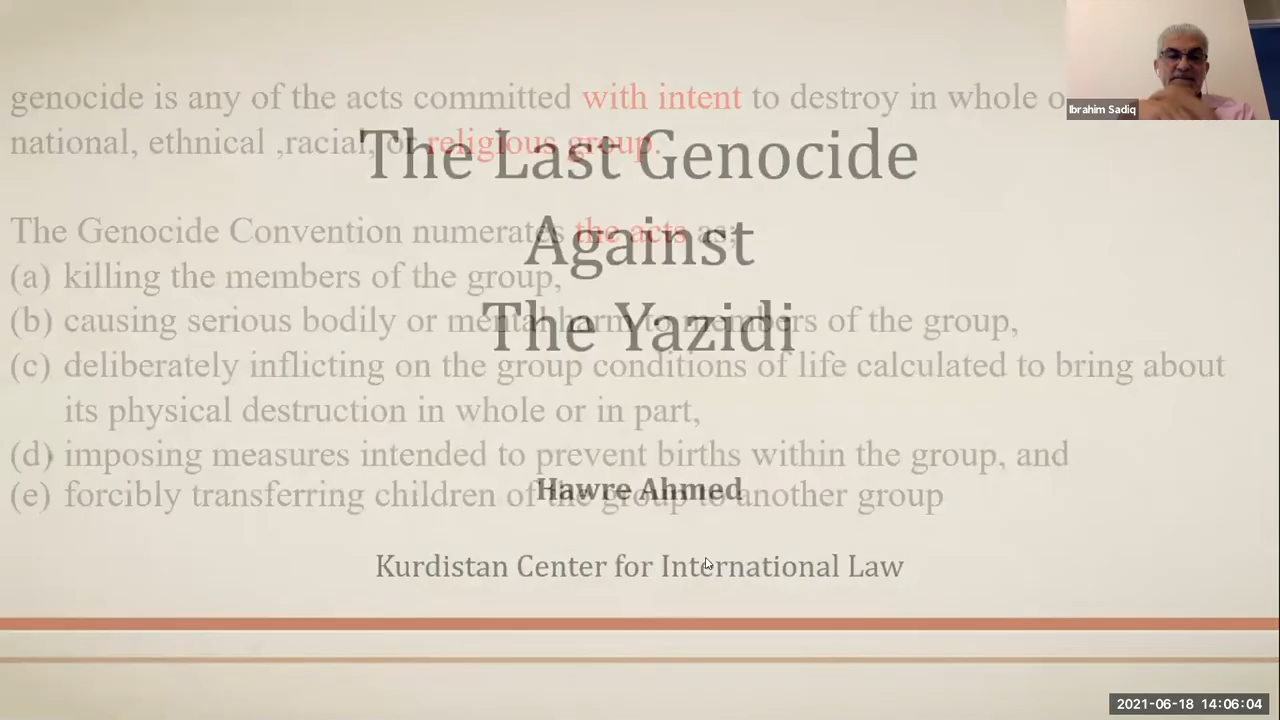 genocide is any of the acts committed with intent to destroy in whole o
national, ethnical ,racial, or religious group.
The Genocide Convention numerates the acts as;
(a) killing the members of the group,
(b) causing serious bodily or mental harm to members of the group,
(c) deliberately inflicting on the group conditions of life calculated to bring about
its physical destruction in whole or in part,
(d) imposing measures intended to prevent births within the group, and
(e) forcibly transferring children of the group to another group
The Last Genocide
Against
The Yazidi
Hawre Ahmed
Kurdistan Center for International Law
Ibrahim Sadiq
2021-06-18 14:06:04